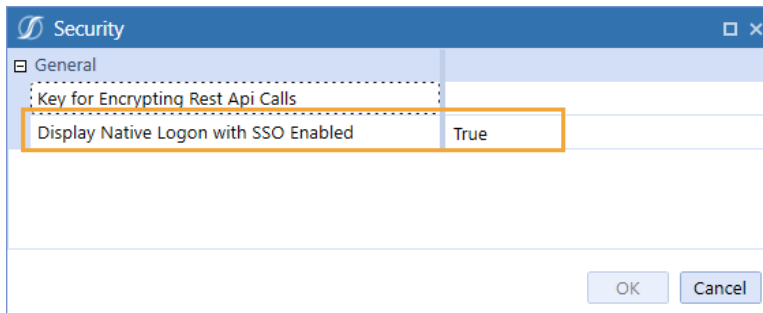 Security
General
Key for Encrypting Rest Api Calls
Display Native Logon with SSO Enabled True
OK Cancel